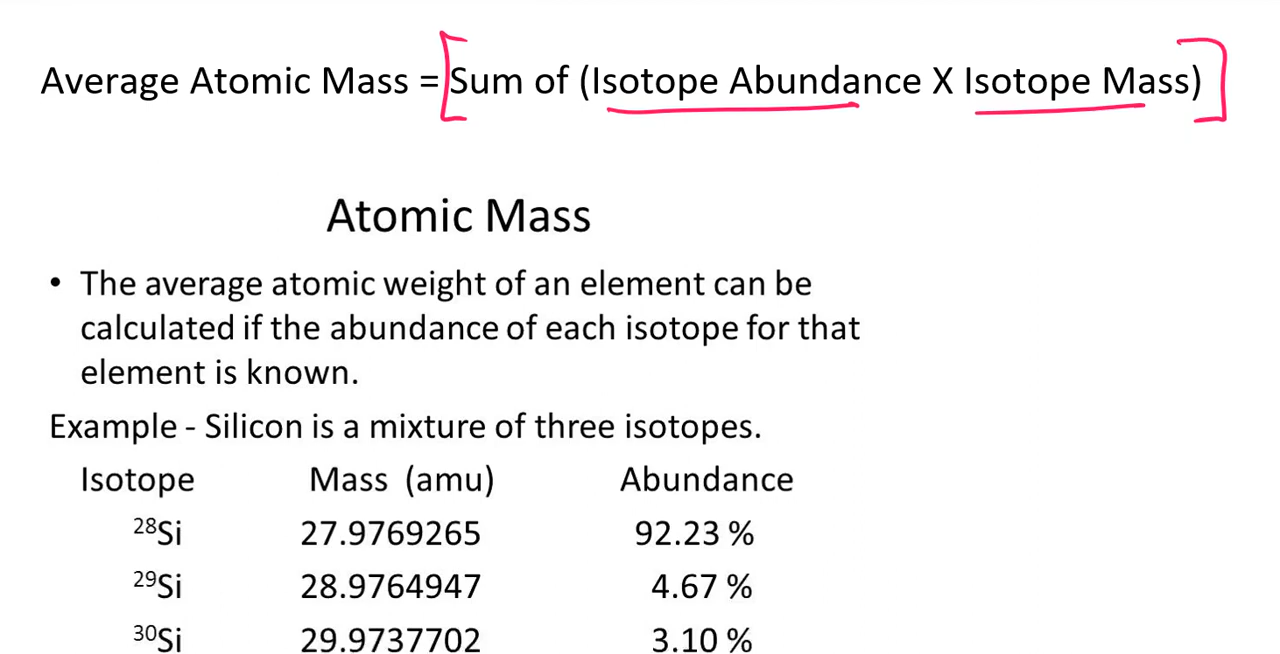 Average Atomic Mass = Sum of (Isotope Abundance X Isotope Mass)
Atomic Mass
• The average atomic weight of an element can be
calculated if the abundance of each isotope for that
element is known.
Example - Silicon is a mixture of three isotopes.
Isotope Mass (amu) Abundance
²⁸Si 27.9769265 92.23 %
²⁹Si 28.9764947 4.67 %
³⁰Si 29.9737702 3.10 %